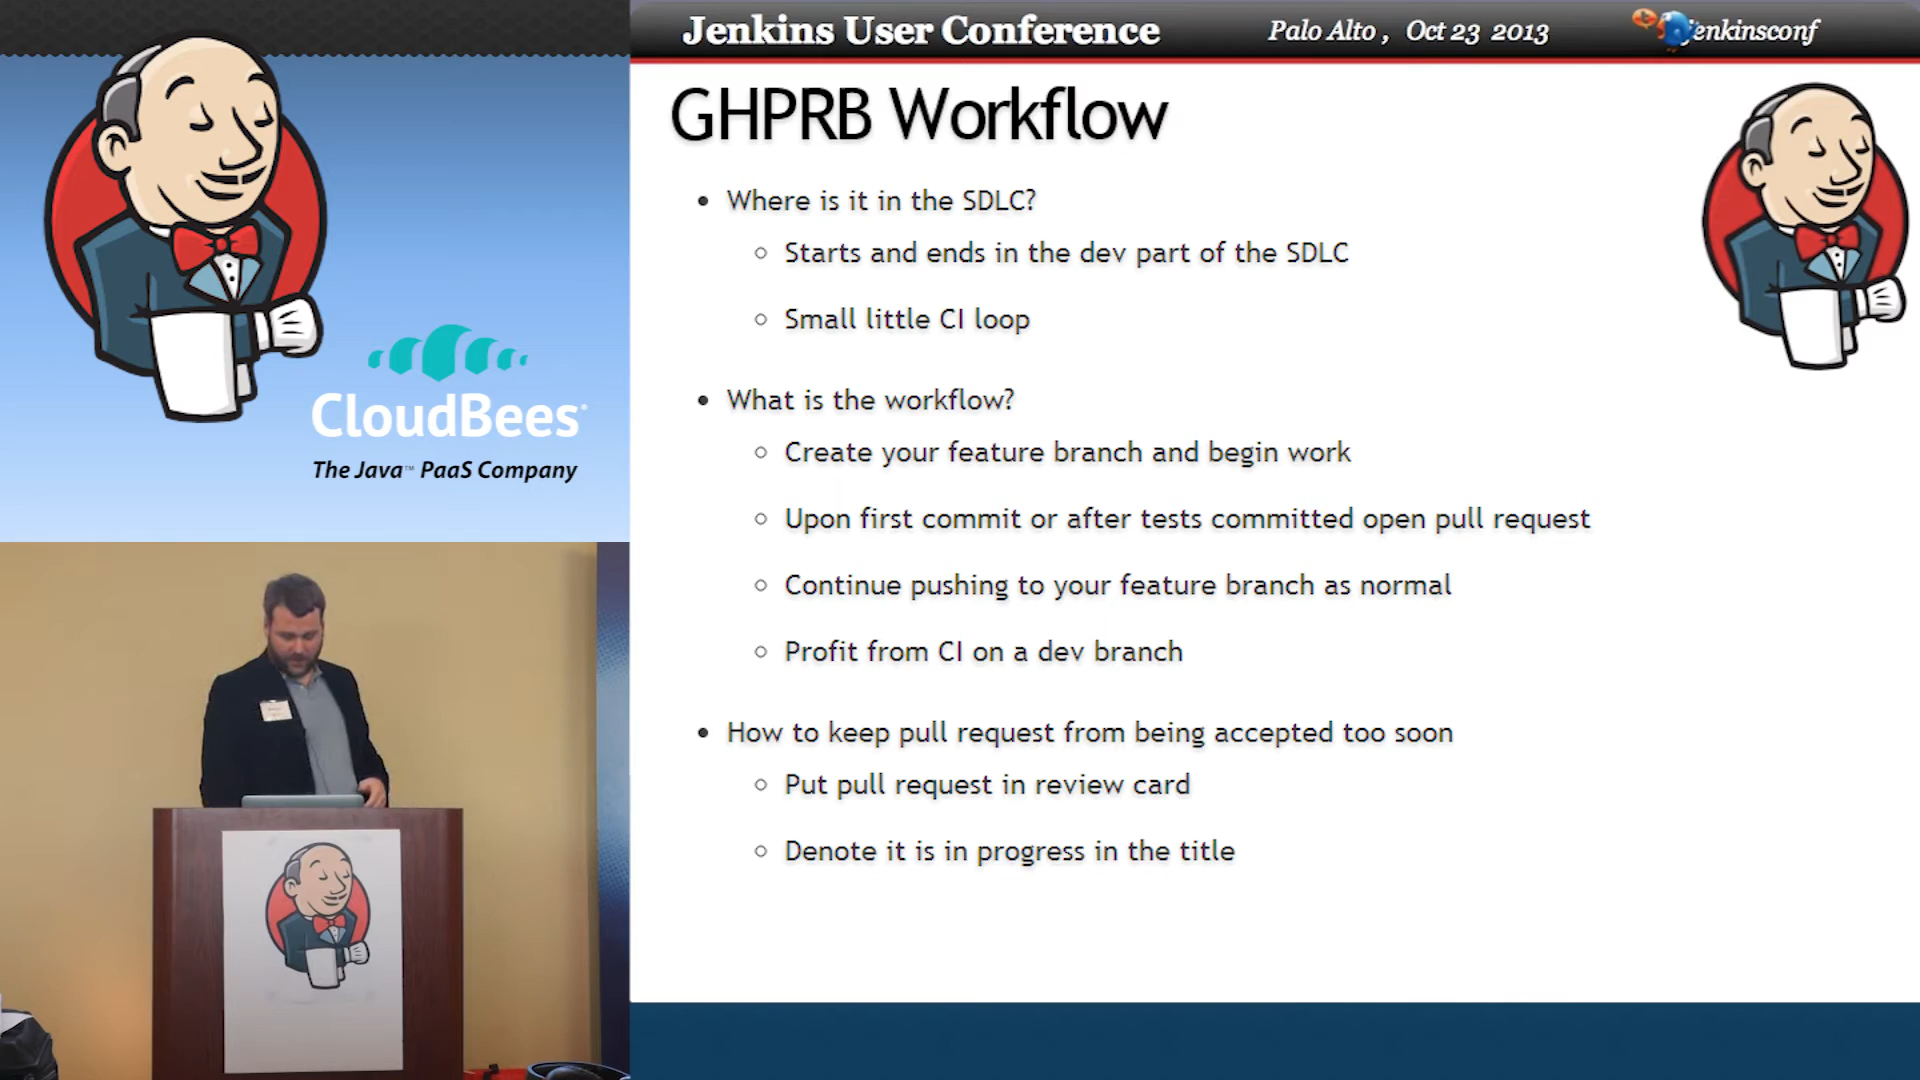 Jenkins User Conference
Palo Alto , Oct 23 2013
jenkinsconf
GHPRB Workflow
Where is it in the SDLC?
Starts and ends in the dev part of the SDLC
Small little CI loop
What is the workflow?
Create your feature branch and begin work
Upon first commit or after tests committed open pull request
Continue pushing to your feature branch as normal
Profit from CI on a dev branch
How to keep pull request from being accepted too soon
Put pull request in review card
Denote it is in progress in the title
CloudBees®
The Java™ PaaS Company